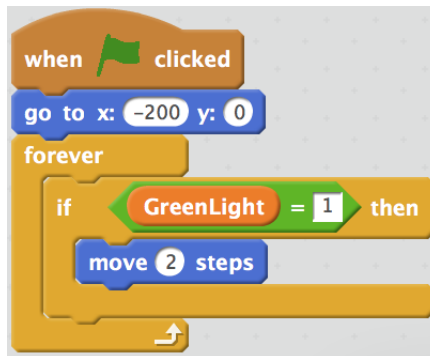 when clicked
go to x: -200 y: 0
forever
if GreenLight = 1 then
move 2 steps